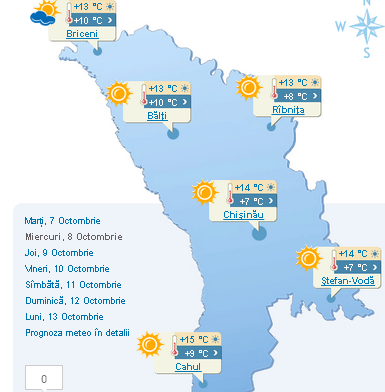 +13 °C
+10 °C
Briceni
N
W
E
S
+13 °C
+10 °C
Bălți
+13 °C
+8 °C
Rîbnița
+14 °C
+7 °C
Chișinău
Marți, 7 Octombrie
Miercuri, 8 Octombrie
Joi, 9 Octombrie
Vineri, 10 Octombrie
Sîmbătă, 11 Octombrie
Duminică, 12 Octombrie
Luni, 13 Octombrie
Prognoza meteo în detalii
+14 °C
+7 °C
Ștefan-Vodă
+15 °C
+9 °C
Cahul
0